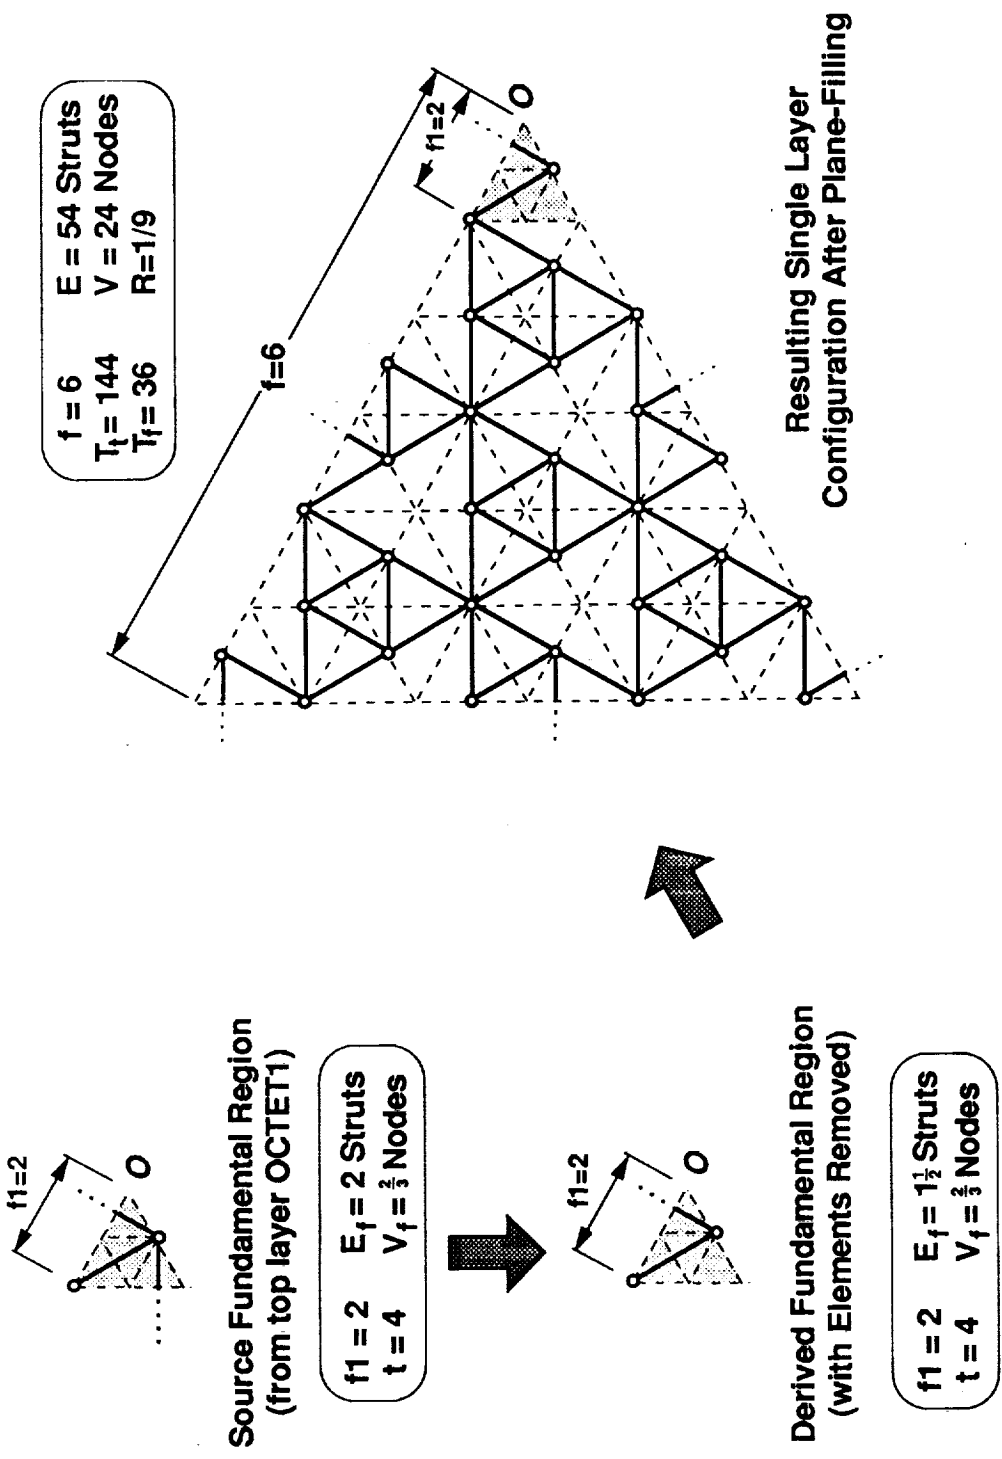 f1=2
O
Source Fundamental Region
(from top layer OCTET1)
f1 = 2 E_f = 2 Struts
t = 4 V_f = 2/3 Nodes
f1=2
O
Derived Fundamental Region
(with Elements Removed)
f1 = 2 E_f = 1 1/2 Struts
t = 4 V_f = 2/3 Nodes
f = 6 E = 54 Struts
T_t = 144 V = 24 Nodes
T_f = 36 R=1/9
f=6
f1=2
O
Resulting Single Layer
Configuration After Plane-Filling